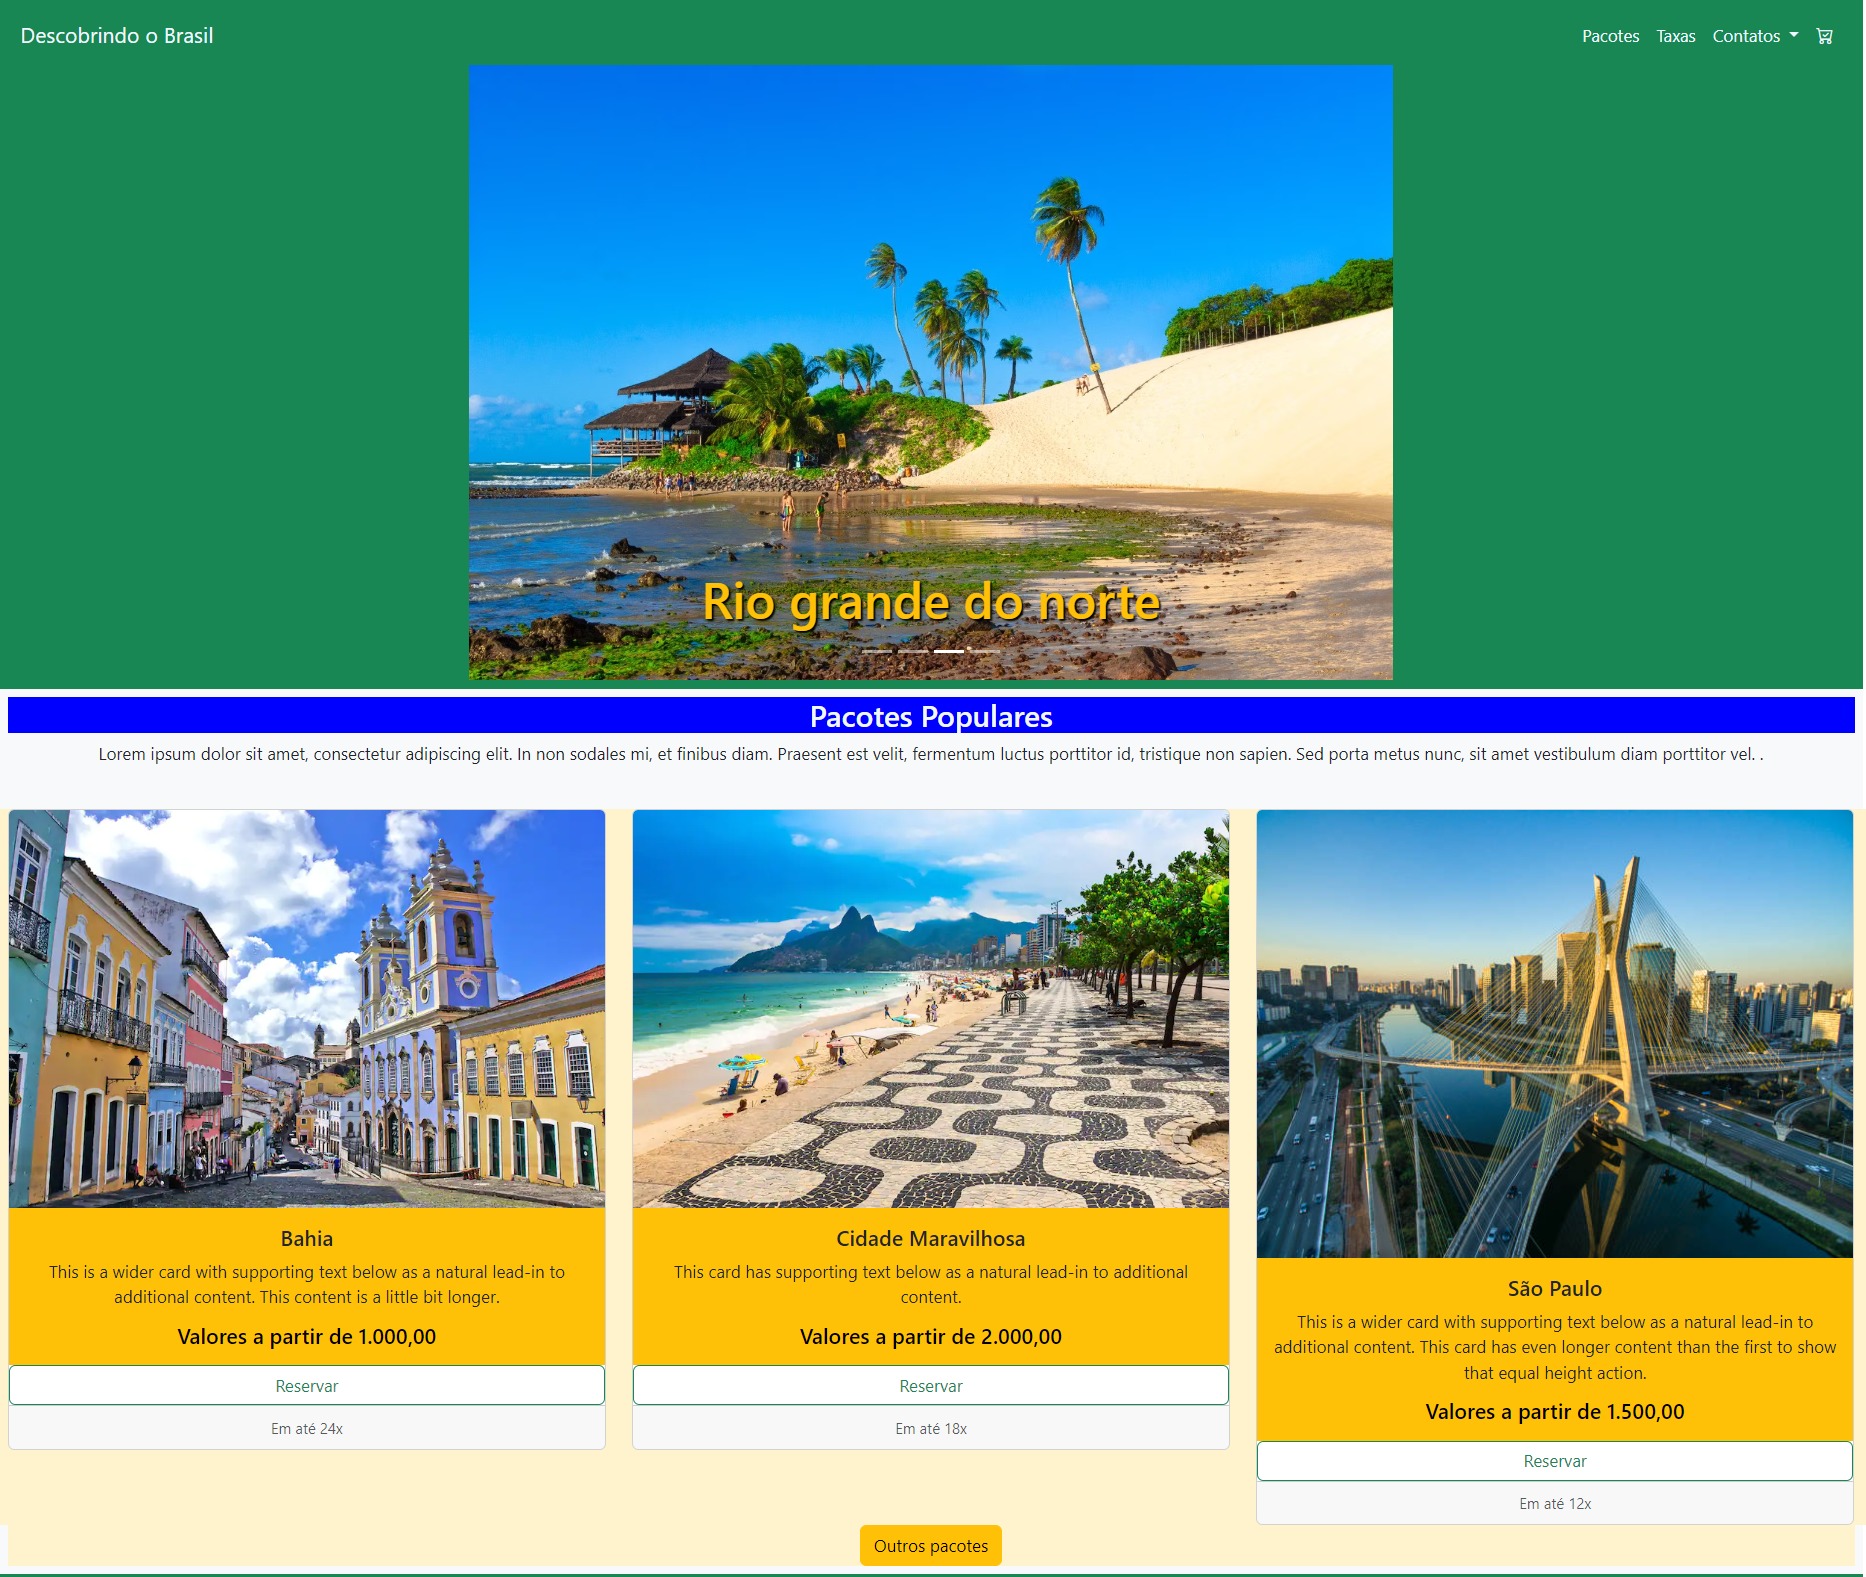 Descobrindo o Brasil
Pacotes Taxas Contatos
Rio grande do norte
Pacotes Populares
Lorem ipsum dolor sit amet, consectetur adipiscing elit. In non sodales mi, et finibus diam. Praesent est velit, fermentum luctus porttitor id, tristique non sapien. Sed porta metus nunc, sit amet vestibulum diam porttitor vel. .
Bahia
This is a wider card with supporting text below as a natural lead-in to
additional content. This content is a little bit longer.
Valores a partir de 1.000,00
Reservar
Em até 24x
Cidade Maravilhosa
This card has supporting text below as a natural lead-in to additional
content.
Valores a partir de 2.000,00
Reservar
Em até 18x
São Paulo
This is a wider card with supporting text below as a natural lead-in to
additional content. This card has even longer content than the first to show
that equal height action.
Valores a partir de 1.500,00
Reservar
Em até 12x
Outros pacotes